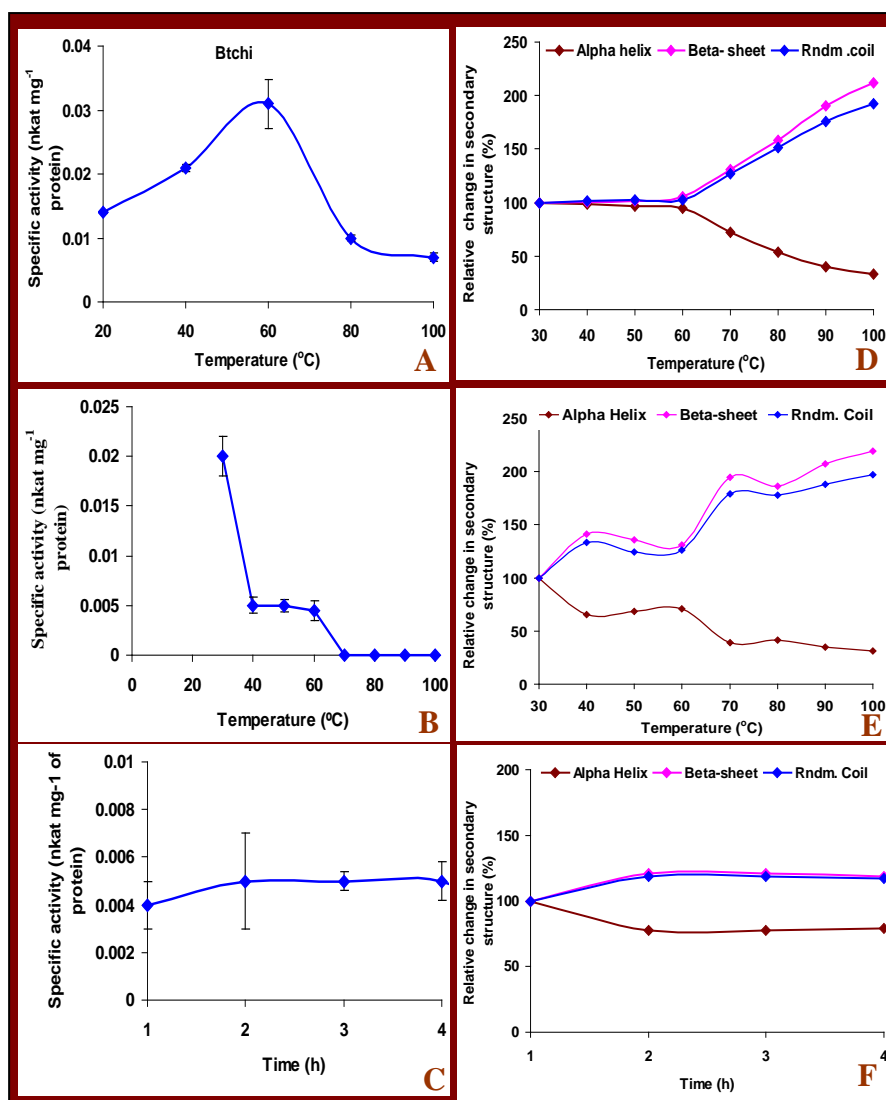 Btchi
Specific activity (nkat mg-1
protein)
0.04
0.03
0.02
0.01
0
20 40 60 80 100
Temperature (oC)
A
Alpha helix Beta- sheet Rndm .coil
Relative change in secondary
structure (%)
250
200
150
100
50
0
30 40 50 60 70 80 90 100
Temperature (oC)
D
Specific activity (nkat mg-1
protein)
0.025
0.02
0.015
0.01
0.005
0
0 20 40 60 80 100
Temperature (ºC)
B
Alpha Helix Beta-sheet Rndm. Coil
Relative change in secondary
structure (%)
250
200
150
100
50
0
30 40 50 60 70 80 90 100
Temperature (oC)
E
Specific activity (nkat mg-1 of
protein)
0.01
0.008
0.006
0.004
0.002
0
1 2 3 4
Time (h)
C
Alpha Helix Beta-sheet Rndm. Coil
Relative change in secondary
structure (%)
200
150
100
50
0
1 2 3 4
Time (h)
F